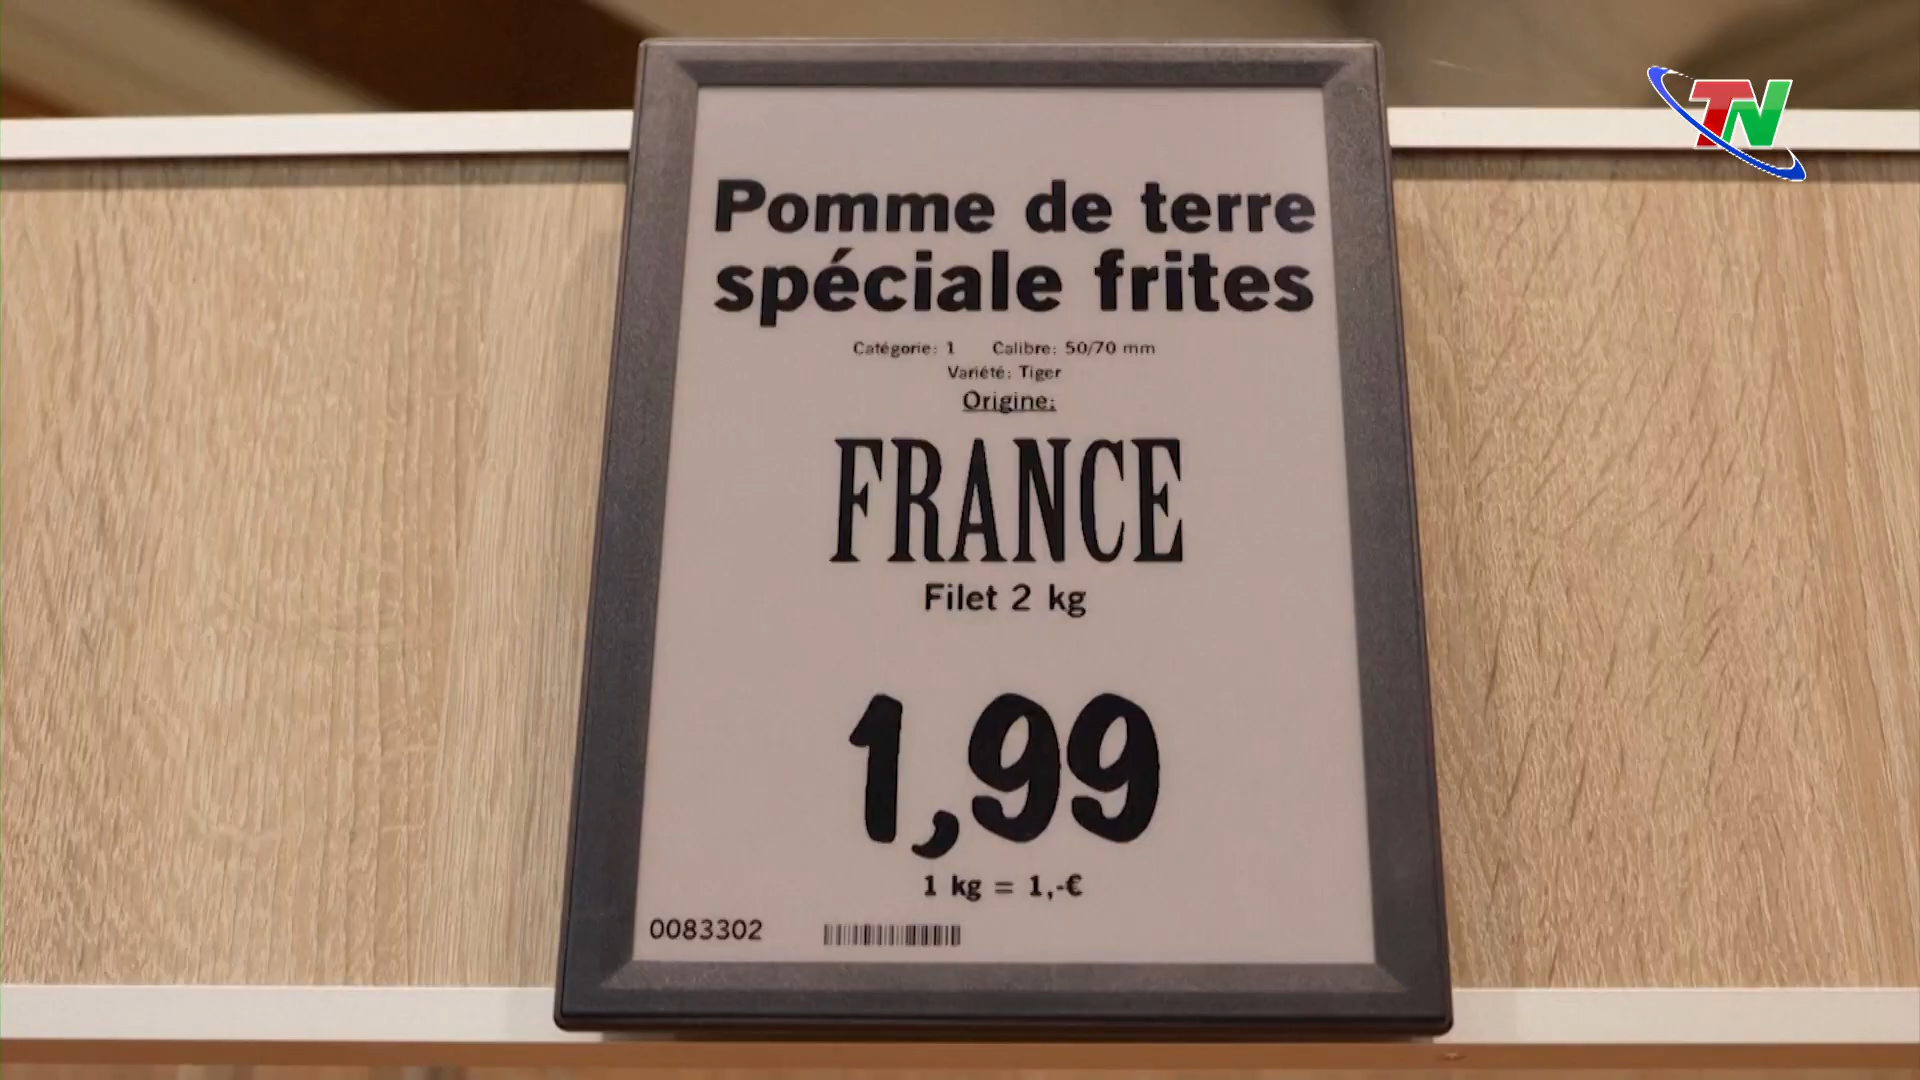 TN
Pomme de terre
spéciale frites
Catégorie: 1 Calibre: 50/70 mm
Variété: Tiger
Origine:
FRANCE
Filet 2 kg
1,99
1 kg = 1,-€
0083302